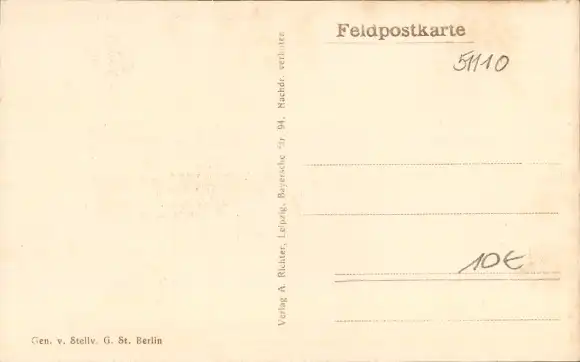 Feldpostkarte
51110
Verlag A. Richter, Leipzig, Bayersche Str 94. Nachdr. verboten
10€
Gen. v. Stellv. G. St. Berlin